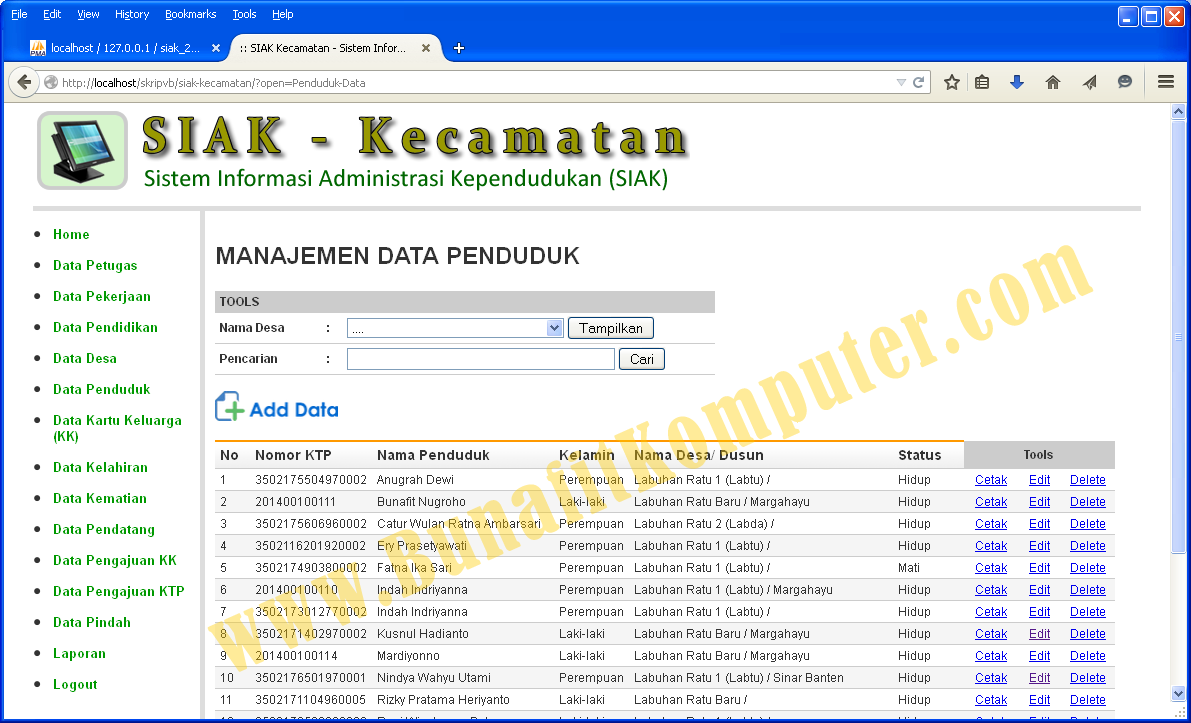 File Edit View History Bookmarks Tools Help
localhost / 127.0.0.1 / siak_2...
:: SIAK Kecamatan - Sistem Infor...
http://localhost/skripvb/siak-kecamatan/?open=Penduduk-Data
SIAK - Kecamatan
Sistem Informasi Administrasi Kependudukan (SIAK)
Home
Data Petugas
Data Pekerjaan
Data Pendidikan
Data Desa
Data Penduduk
Data Kartu Keluarga
(KK)
Data Kelahiran
Data Kematian
Data Pendatang
Data Pengajuan KK
Data Pengajuan KTP
Data Pindah
Laporan
Logout
MANAJEMEN DATA PENDUDUK
TOOLS
Nama Desa : .... Tampilkan
Pencarian : Cari
Add Data
No Nomor KTP Nama Penduduk Kelamin Nama Desa/ Dusun Status Tools
1 3502175504970002 Anugrah Dewi Perempuan Labuhan Ratu 1 (Labtu) / Hidup Cetak Edit Delete
2 201400100111 Bunafit Nugroho Laki-laki Labuhan Ratu Baru / Margahayu Hidup Cetak Edit Delete
3 3502175606960002 Catur Wulan Ratna Ambarsari Perempuan Labuhan Ratu 2 (Labda) / Hidup Cetak Edit Delete
4 3502116201920002 Ery Prasetyawati Perempuan Labuhan Ratu 1 (Labtu) / Hidup Cetak Edit Delete
5 3502174903800002 Fatna Ika Sari Perempuan Labuhan Ratu 1 (Labtu) / Mati Cetak Edit Delete
6 201400100110 Indah Indriyanna Perempuan Labuhan Ratu 1 (Labtu) / Margahayu Hidup Cetak Edit Delete
7 3502173012770002 Indah Indriyanna Perempuan Labuhan Ratu 1 (Labtu) / Hidup Cetak Edit Delete
8 3502171402970002 Kusnul Hadianto Laki-laki Labuhan Ratu Baru / Margahayu Hidup Cetak Edit Delete
9 201400100114 Mardiyonno Laki-laki Labuhan Ratu Baru / Margahayu Hidup Cetak Edit Delete
10 3502176501970001 Nindya Wahyu Utami Perempuan Labuhan Ratu 1 (Labtu) / Sinar Banten Hidup Cetak Edit Delete
11 3502171104960005 Rizky Pratama Heriyanto Laki-laki Labuhan Ratu Baru / Hidup Cetak Edit Delete
www.BunafitKomputer.com
PMA